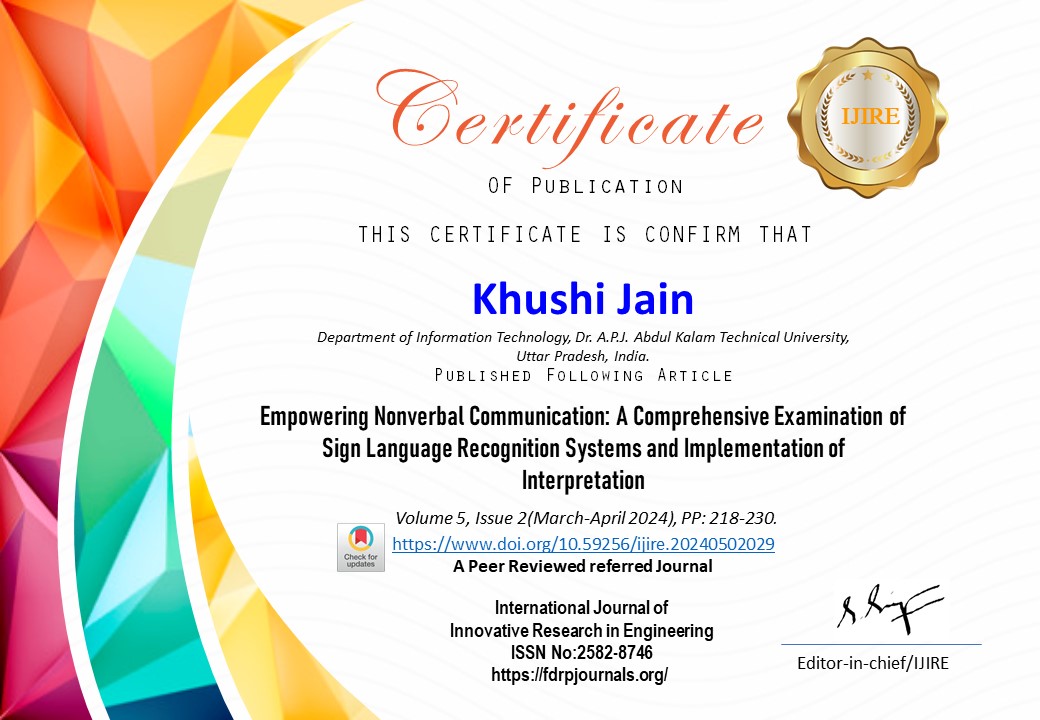 Certificate
IJIRE
OF PUBLICATION
THIS CERTIFICATE IS CONFIRM THAT
Khushi Jain
Department of Information Technology, Dr. A.P.J. Abdul Kalam Technical University,
Uttar Pradesh, India.
PUBLISHED FOLLOWING ARTICLE
Empowering Nonverbal Communication: A Comprehensive Examination of
Sign Language Recognition Systems and Implementation of
Interpretation
Volume 5, Issue 2(March-April 2024), PP: 218-230.
Check for
updates
https://www.doi.org/10.59256/ijire.20240502029
A Peer Reviewed referred Journal
International Journal of
Innovative Research in Engineering
ISSN No:2582-8746
https://fdrpjournals.org/
Editor-in-chief/IJIRE